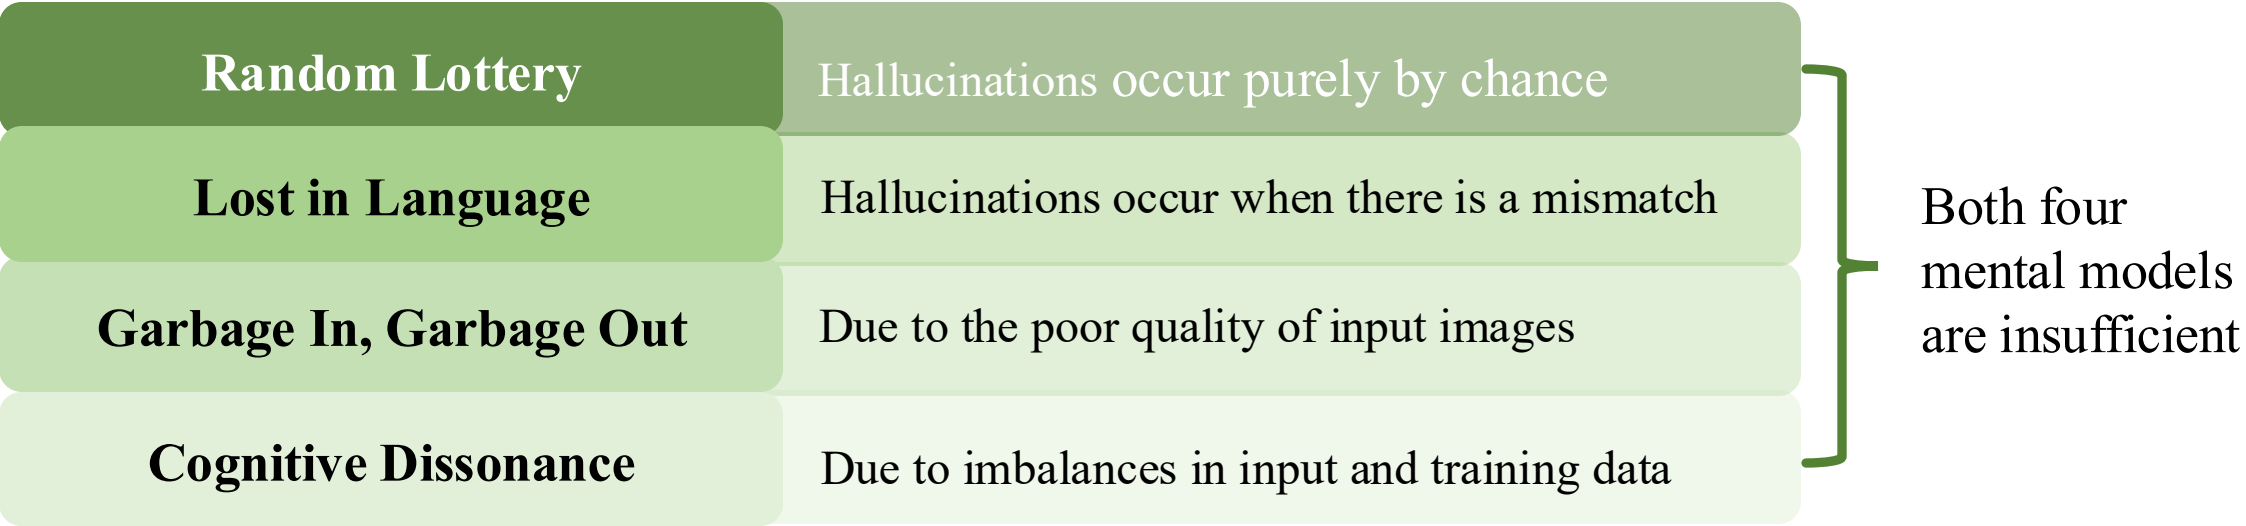 Random Lottery
Hallucinations occur purely by chance
Lost in Language
Hallucinations occur when there is a mismatch
Garbage In, Garbage Out
Due to the poor quality of input images
Cognitive Dissonance
Due to imbalances in input and training data
Both four
mental models
are insufficient